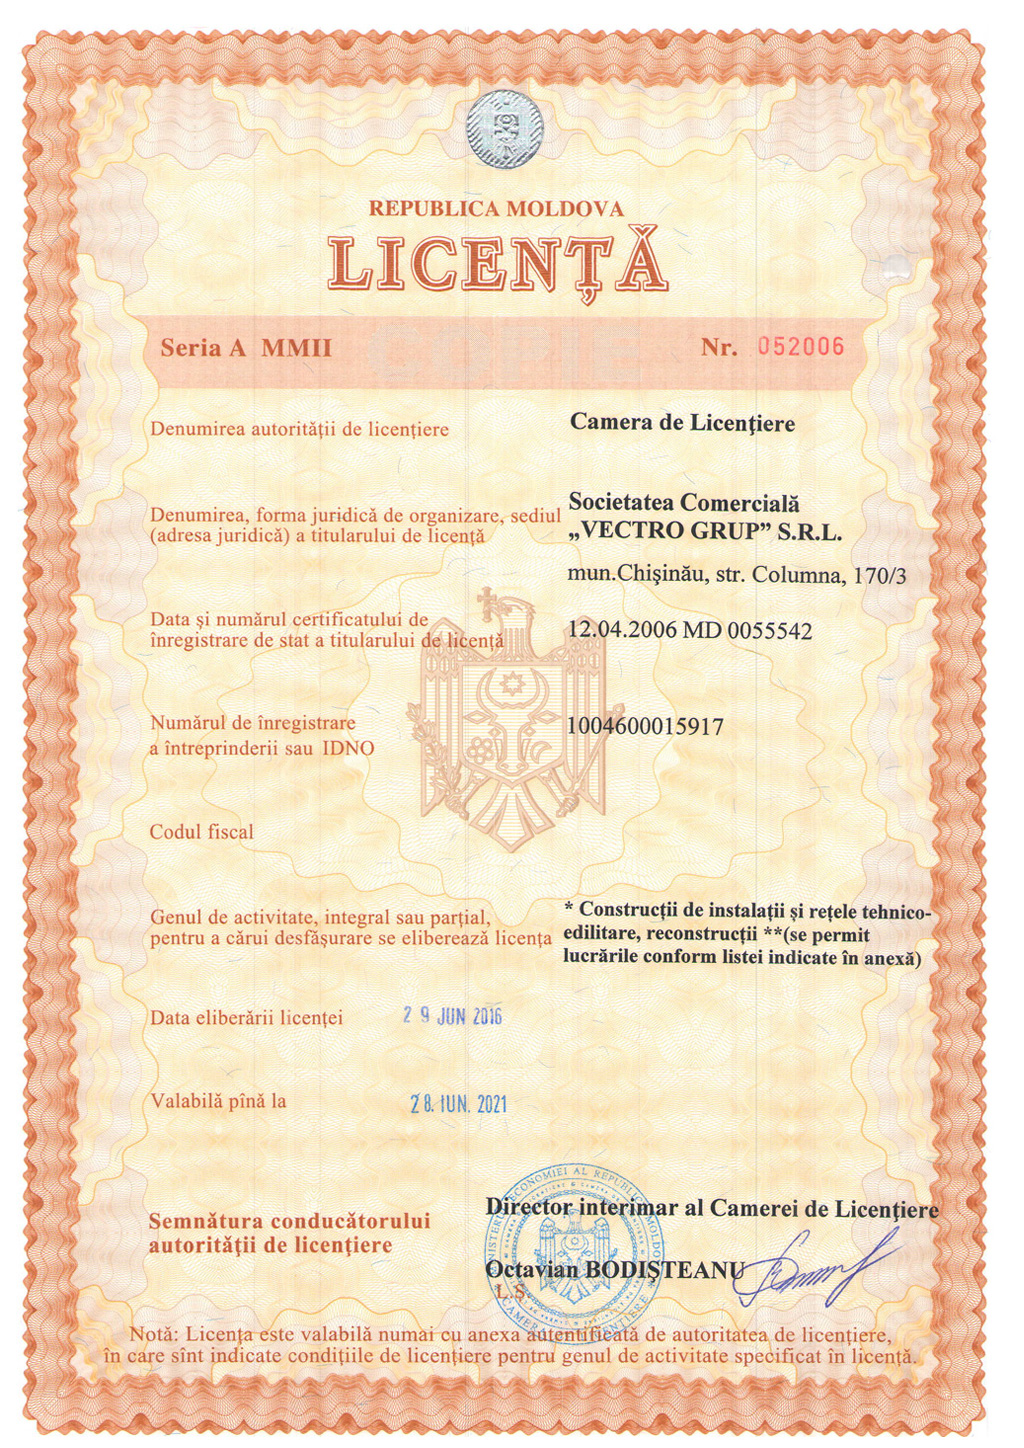 REPUBLICA MOLDOVA
LICENȚĂ
COPIE
Seria A MMII
Nr. 052006
Denumirea autorităţii de licenţiere
Camera de Licenţiere
Denumirea, forma juridică de organizare, sediul
(adresa juridică) a titularului de licenţă
Societatea Comercială
„VECTRO GRUP” S.R.L.
mun.Chişinău, str. Columna, 170/3
Data şi numărul certificatului de
înregistrare de stat a titularului de licenţă
12.04.2006 MD 0055542
Numărul de înregistrare
a întreprinderii sau IDNO
1004600015917
Codul fiscal
Genul de activitate, integral sau parţial,
pentru a cărui desfăşurare se eliberează licenţa
* Construcții de instalații și rețele tehnico-
edilitare, reconstrucții **(se permit
lucrările conform listei indicate în anexă)
Data eliberării licenţei
29 JUN 2016
Valabilă pînă la
28. IUN. 2021
Semnătura conducătorului
autorităţii de licenţiere
Director interimar al Camerei de Licenţiere
Octavian BODIŞTEANU
L.S.
MINISTERUL ECONOMIEI AL REPUBLICII MOLDOVA
CAMERA DE LICENŢIERE
Notă: Licenţa este valabilă numai cu anexa autentificată de autoritatea de licenţiere,
în care sînt indicate condiţiile de licenţiere pentru genul de activitate specificat în licenţă.